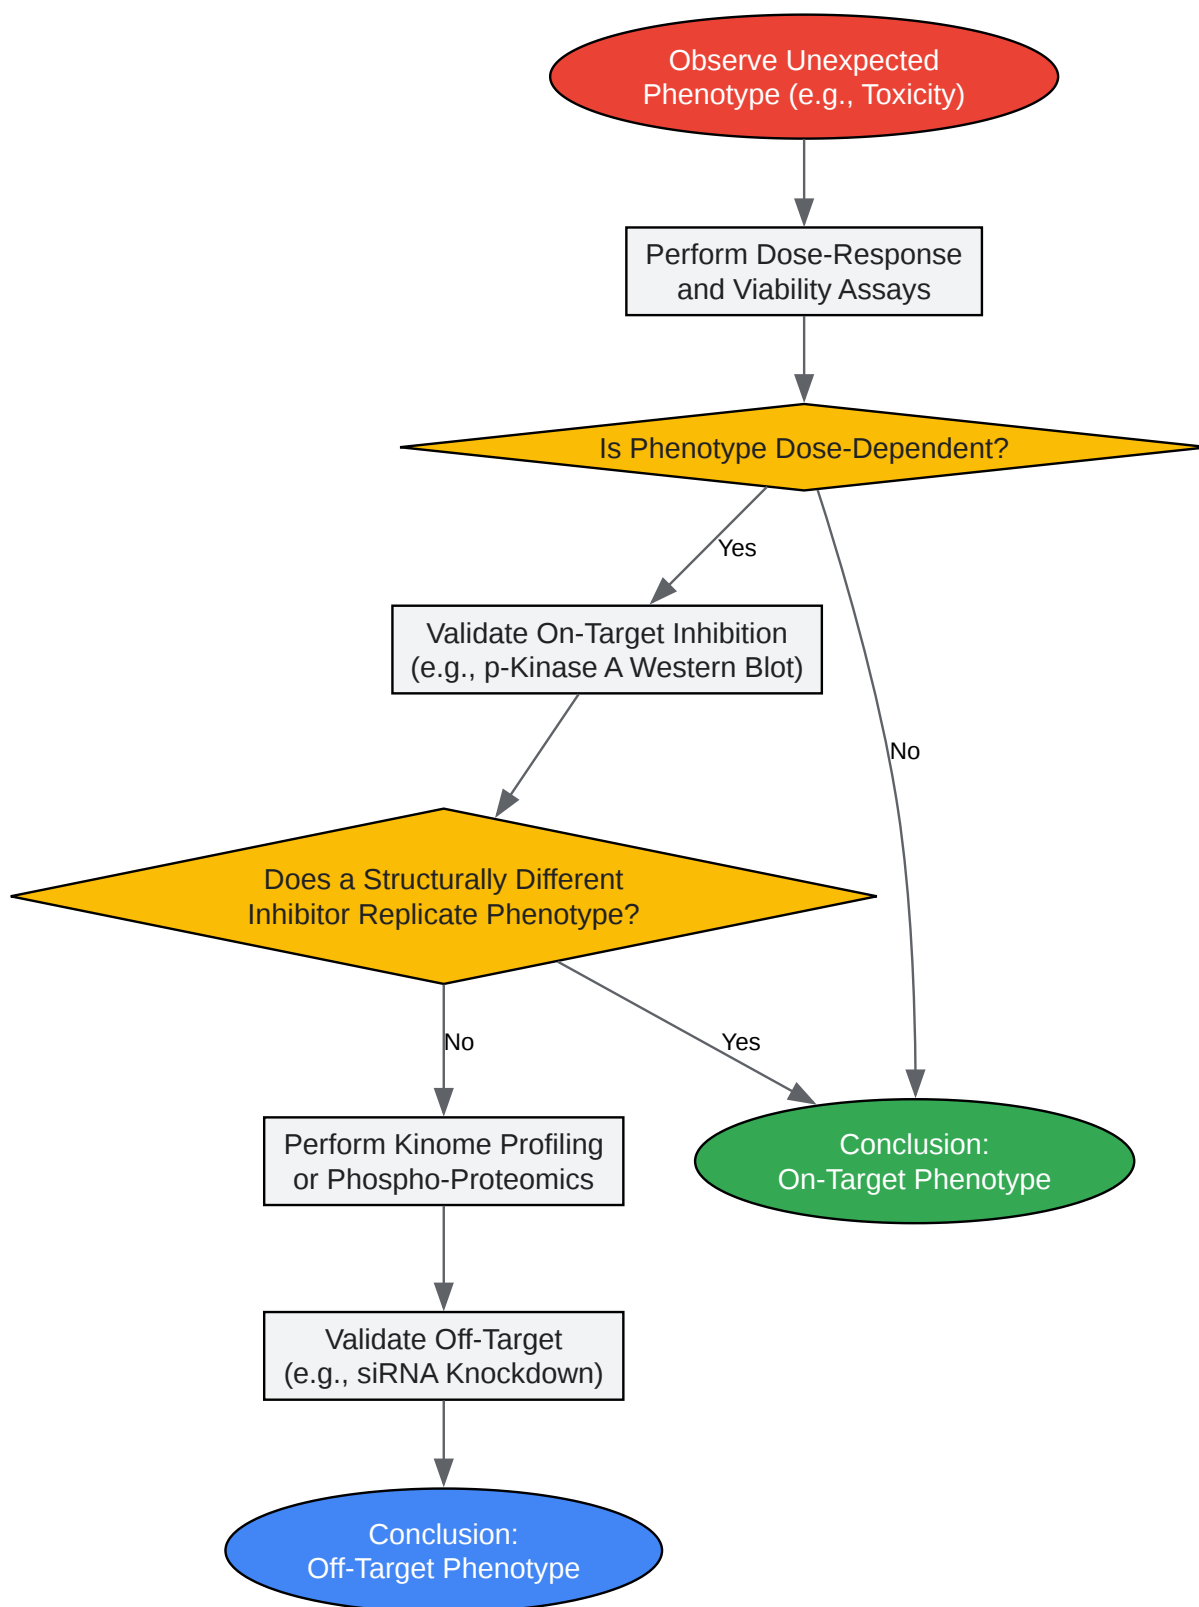 Observe Unexpected
Phenotype (e.g., Toxicity)
Perform Dose-Response
and Viability Assays
Is Phenotype Dose-Dependent?
Yes
Validate On-Target Inhibition
(e.g., p-Kinase A Western Blot)
No
Does a Structurally Different
Inhibitor Replicate Phenotype?
No
Yes
Perform Kinome Profiling
or Phospho-Proteomics
Conclusion:
On-Target Phenotype
Validate Off-Target
(e.g., siRNA Knockdown)
Conclusion:
Off-Target Phenotype